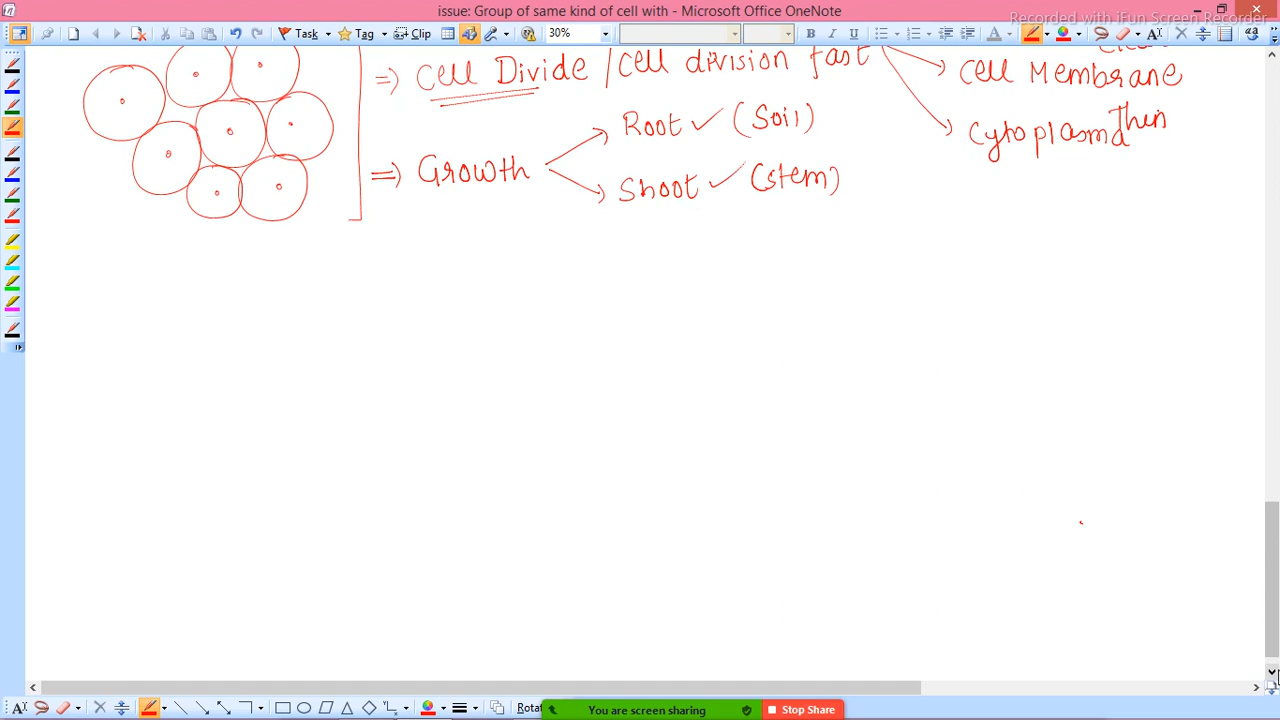 issue: Group of same kind of cell with - Microsoft Office OneNote
Recorded with iFun Screen Recorder
Task
Tag
Clip
30%
B I U
A
⇒ Cell Divide / Cell division fast
Cell Membrane
Cytoplasma Thin
⇒ Growth
Root ✓ (Soil)
Shoot ✓ (stem)
Rotat
You are screen sharing
Stop Share